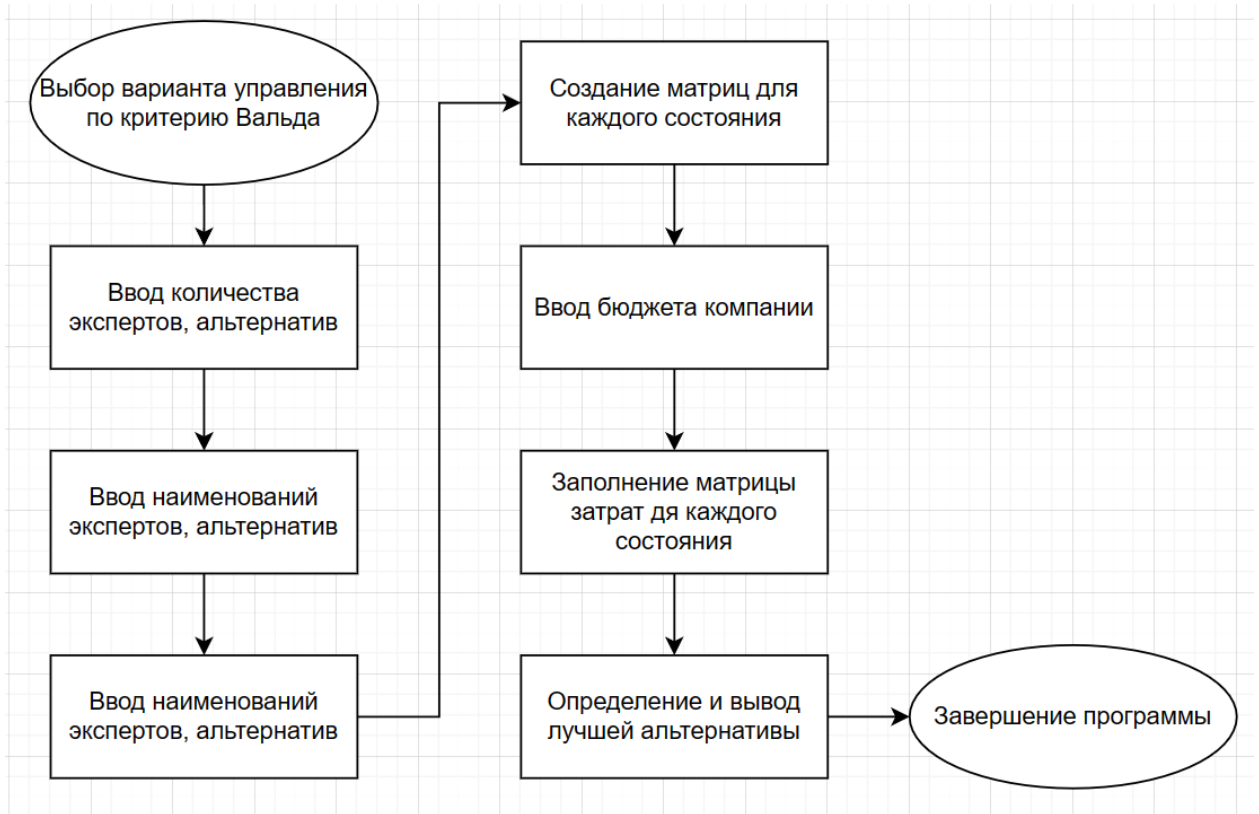 Выбор варианта управления
по критерию Вальда
Ввод количества
экспертов, альтернатив
Ввод наименований
экспертов, альтернатив
Ввод наименований
экспертов, альтернатив
Создание матриц для
каждого состояния
Ввод бюджета компании
Заполнение матрицы
затрат дя каждого
состояния
Определение и вывод
лучшей альтернативы
Завершение программы